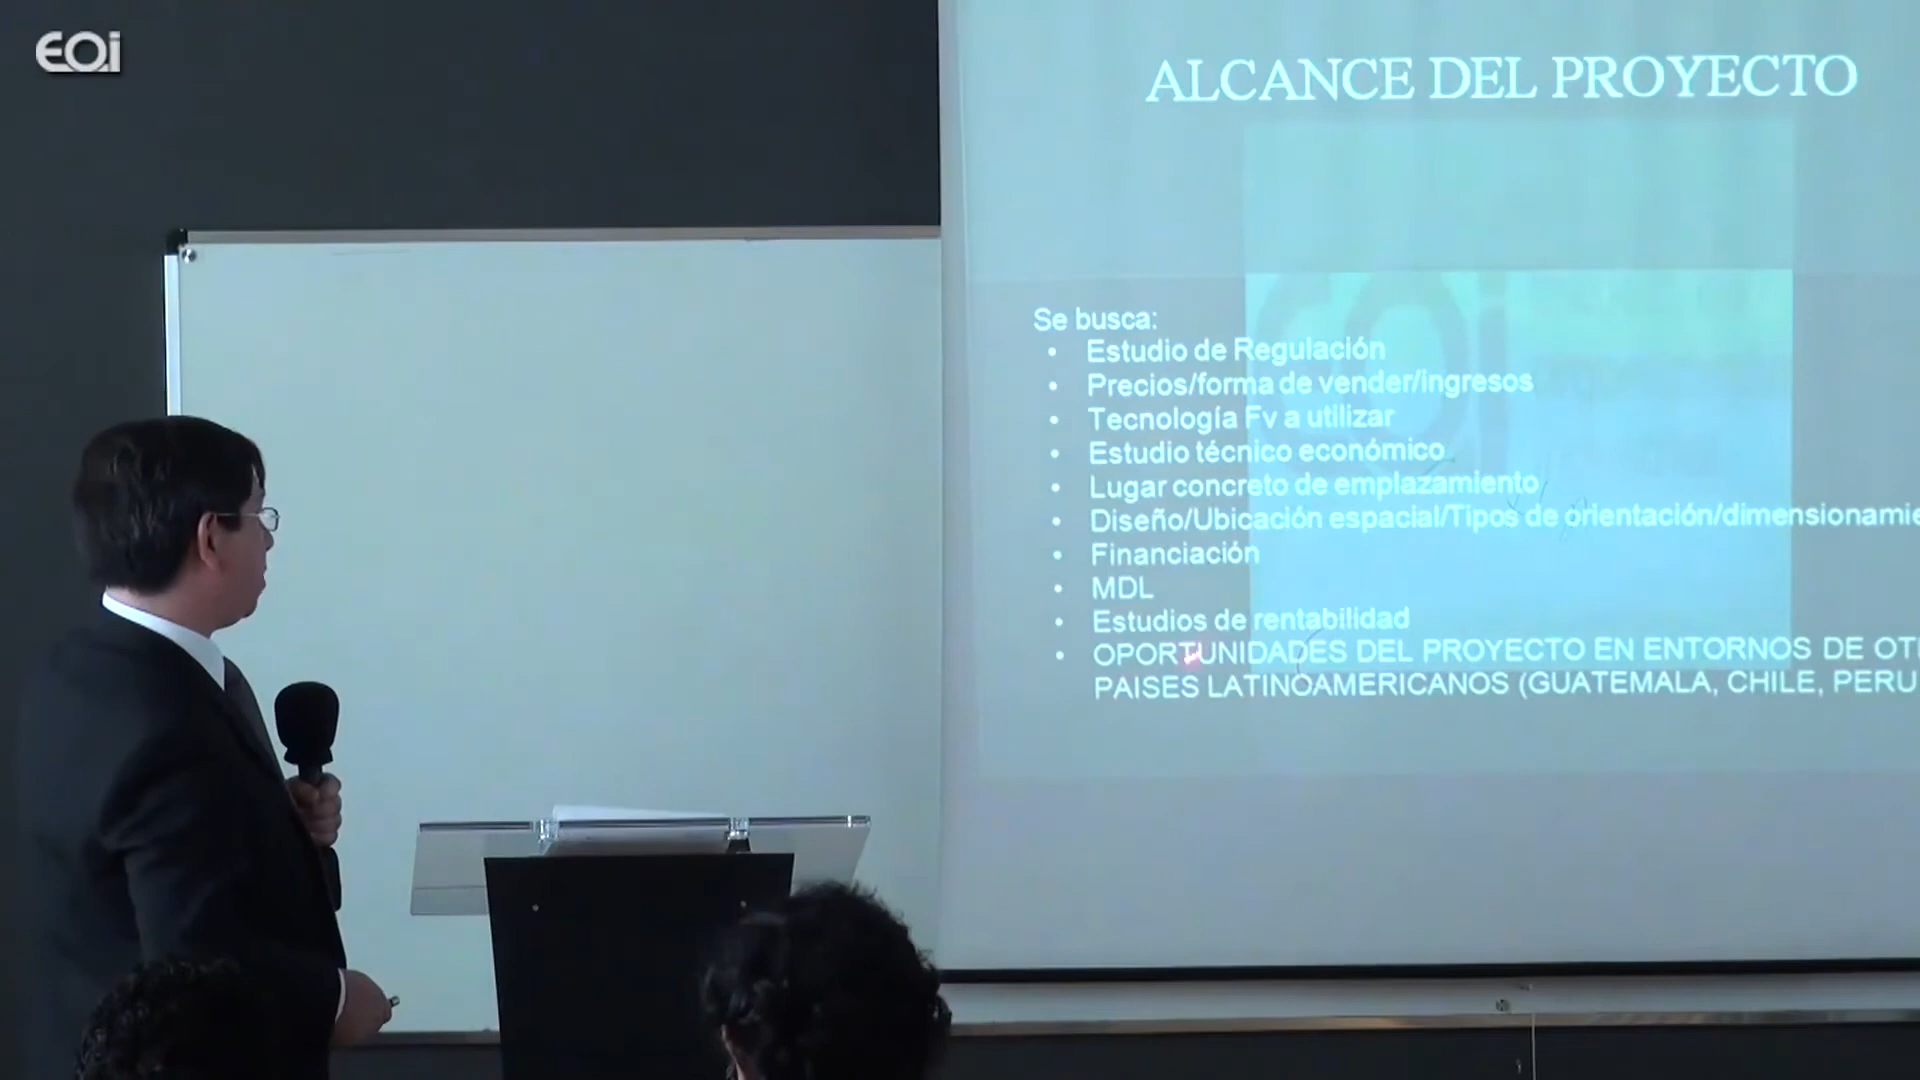 EOi
ALCANCE DEL PROYECTO
Se busca:
• Estudio de Regulación
• Precios/forma de vender/ingresos
• Tecnología Fv a utilizar
• Estudio técnico económico
• Lugar concreto de emplazamiento
• Diseño/Ubicación espacial/Tipos de orientación/dimensionamie
• Financiación
• MDL
• Estudios de rentabilidad
• OPORTUNIDADES DEL PROYECTO EN ENTORNOS DE OT
PAISES LATINOAMERICANOS (GUATEMALA, CHILE, PERU